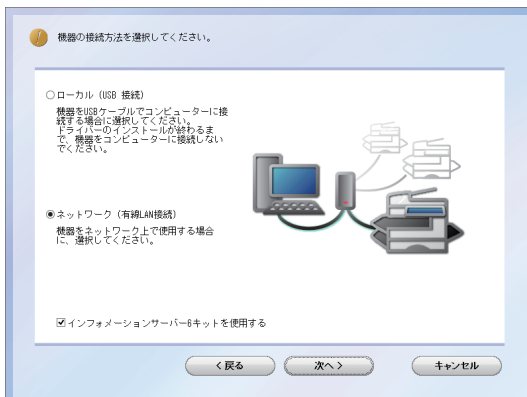 機器の接続方法を選択してください。
ローカル（USB 接続）
機器をUSBケーブルでコンピューターに接
続する場合に選択してください。
ドライバーのインストールが終わるま
で、機器をコンピューターに接続しない
でください。
ネットワーク（有線LAN接続）
機器をネットワーク上で使用する場合
に、選択してください。
インフォメーションサーバー6キットを使用する
＜戻る
次へ＞
キャンセル